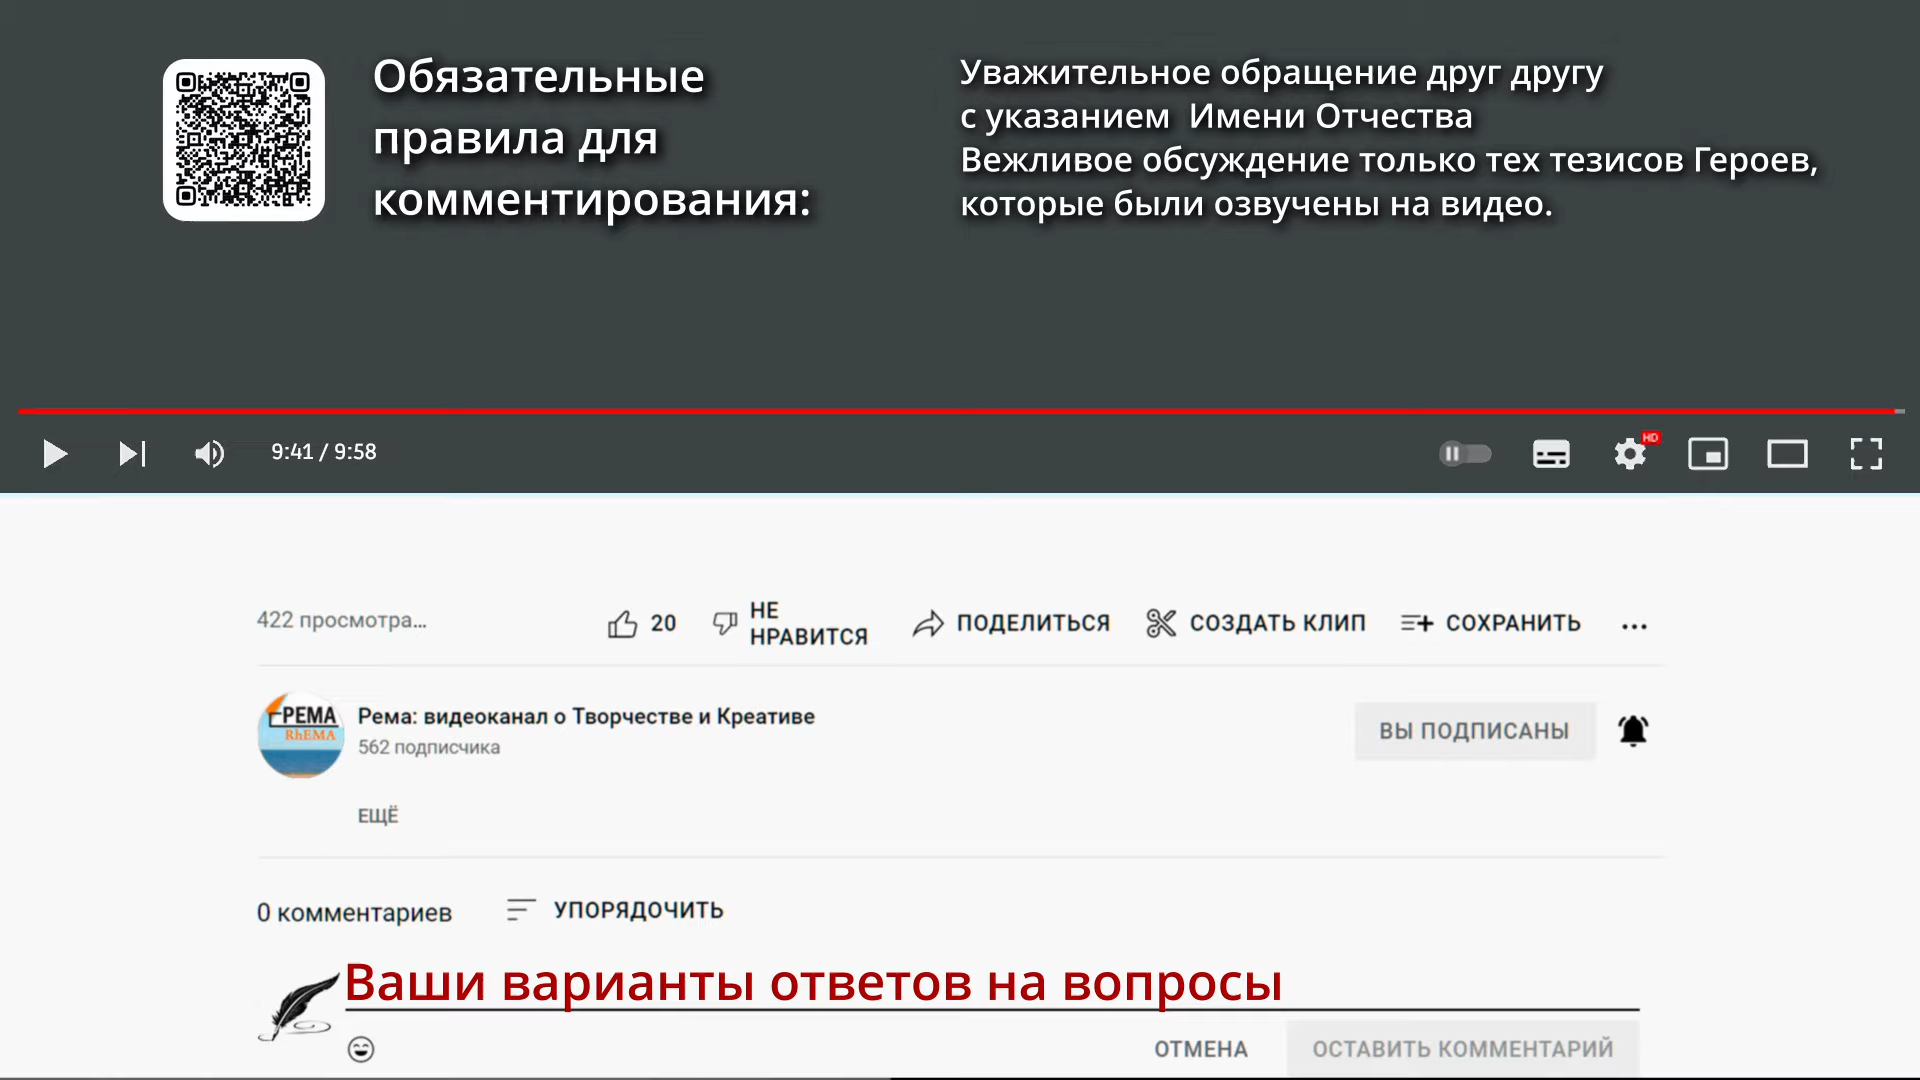 Обязательные
правила для
комментирования:
Уважительное обращение друг другу
с указанием Имени Отчества
Вежливое обсуждение только тех тезисов Героев,
которые были озвучены на видео.
9:41 / 9:58
HD
422 просмотра...
20
НЕ
НРАВИТСЯ
ПОДЕЛИТЬСЯ
СОЗДАТЬ КЛИП
СОХРАНИТЬ
РЕМА
RhEMA
Рема: видеоканал о Творчестве и Креативе
562 подписчика
ВЫ ПОДПИСАНЫ
ЕЩЁ
0 комментариев
УПОРЯДОЧИТЬ
Ваши варианты ответов на вопросы
ОТМЕНА
ОСТАВИТЬ КОММЕНТАРИЙ